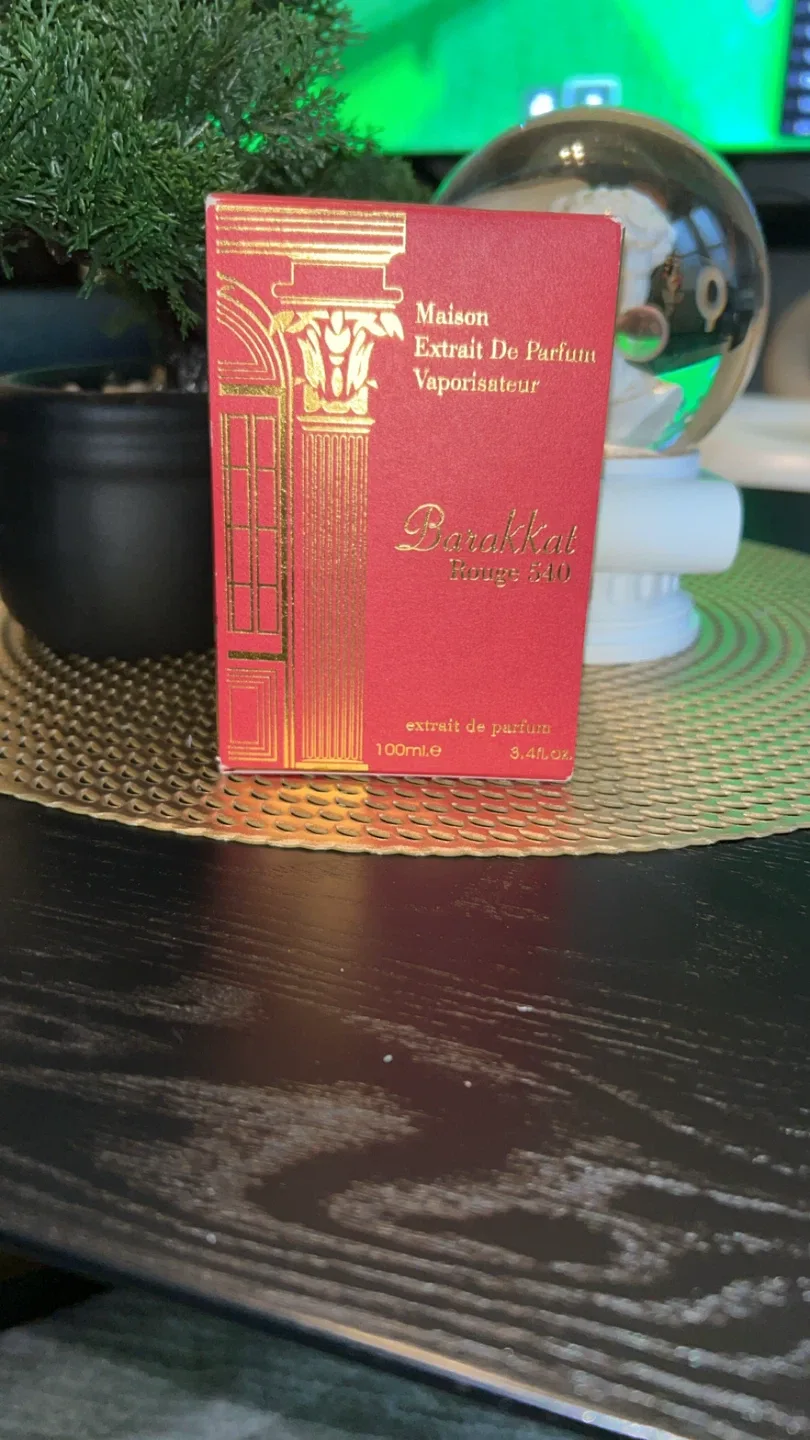 Maison
Extrait De Parfum
Vaporisateur
Barakkat
Rouge 540
extrait de parfum
100ml.e 3.4fl.oz.